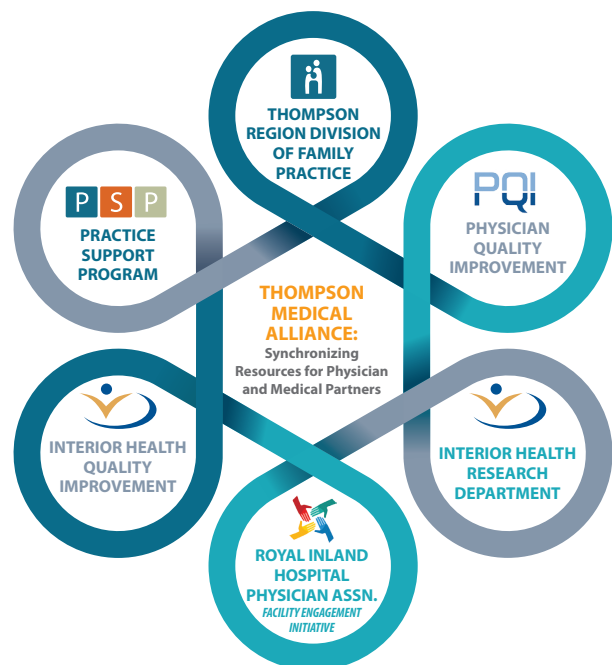 THOMPSON
REGION DIVISION
OF FAMILY
PRACTICE
P S P
PRACTICE
SUPPORT
PROGRAM
PQI
PHYSICIAN
QUALITY
IMPROVEMENT
THOMPSON
MEDICAL
ALLIANCE:
Synchronizing
Resources for Physician
and Medical Partners
INTERIOR HEALTH
QUALITY
IMPROVEMENT
INTERIOR HEALTH
RESEARCH
DEPARTMENT
ROYAL INLAND
HOSPITAL
PHYSICIAN ASSN.
FACILITY ENGAGEMENT
INITIATIVE